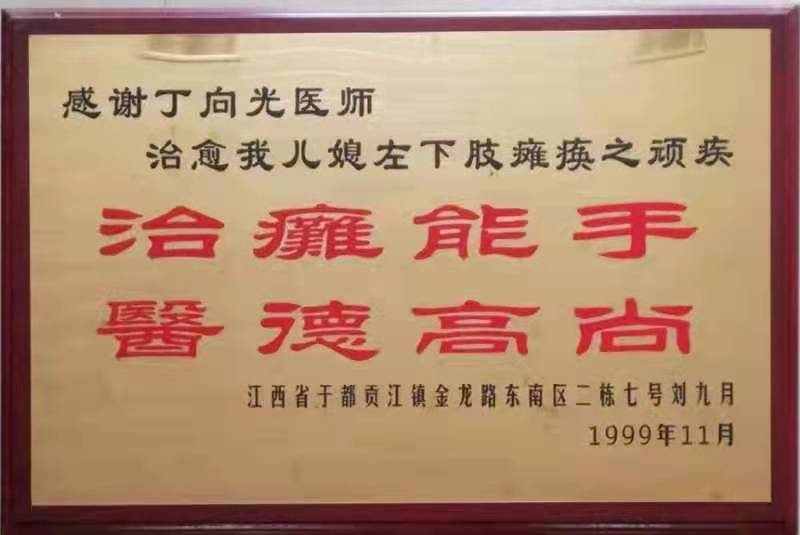 感谢丁向光医师
治愈我儿媳左下肢瘫痪之顽疾
治癱能手
醫德高尚
江西省于都贡江镇金龙路东南区二栋七号刘九月
1999年11月